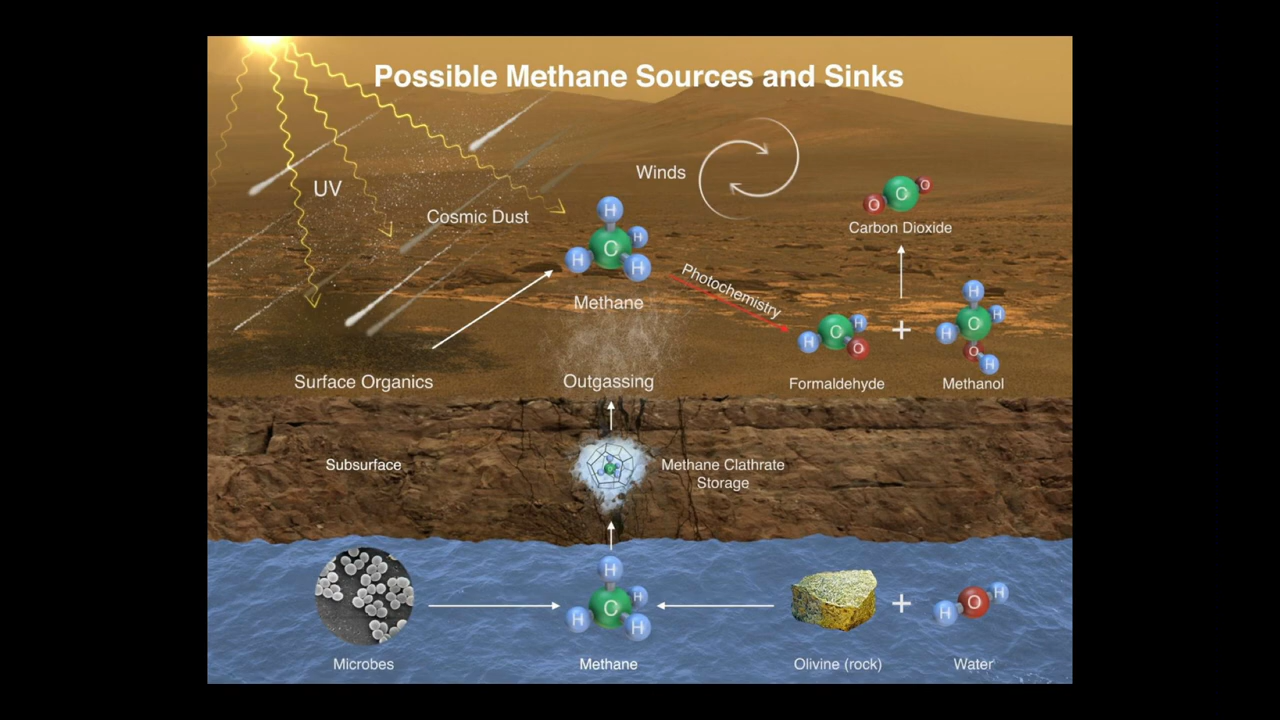 Possible Methane Sources and Sinks
UV
Cosmic Dust
Winds
H
H
C
H
H
Methane
O
C
O
Carbon Dioxide
Photochemistry
H
C
H
O
Formaldehyde
+
H
H
C
H
O
H
Methanol
Surface Organics
Outgassing
Subsurface
Methane Clathrate
Storage
Microbes
H
H
C
H
H
Methane
Olivine (rock)
+
H
O
H
Water